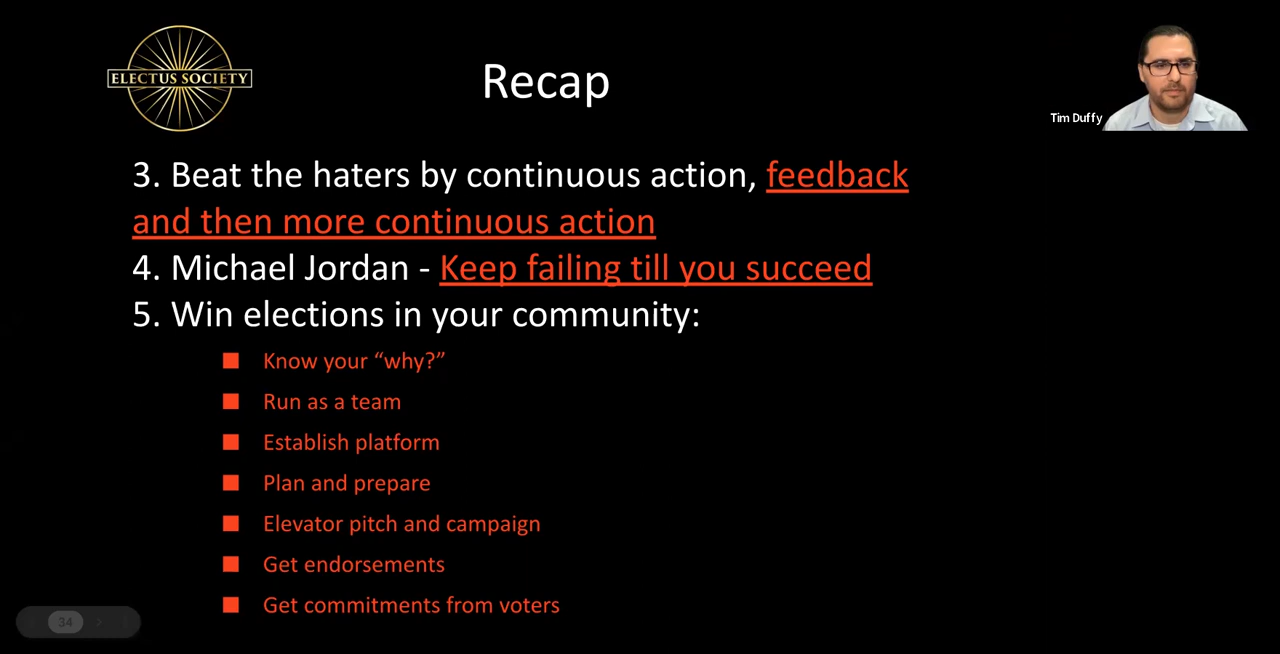 ELECTUS SOCIETY
Recap
Tim Duffy
3. Beat the haters by continuous action, feedback
and then more continuous action
4. Michael Jordan - Keep failing till you succeed
5. Win elections in your community:
■ Know your “why?”
■ Run as a team
■ Establish platform
■ Plan and prepare
■ Elevator pitch and campaign
■ Get endorsements
■ Get commitments from voters
34